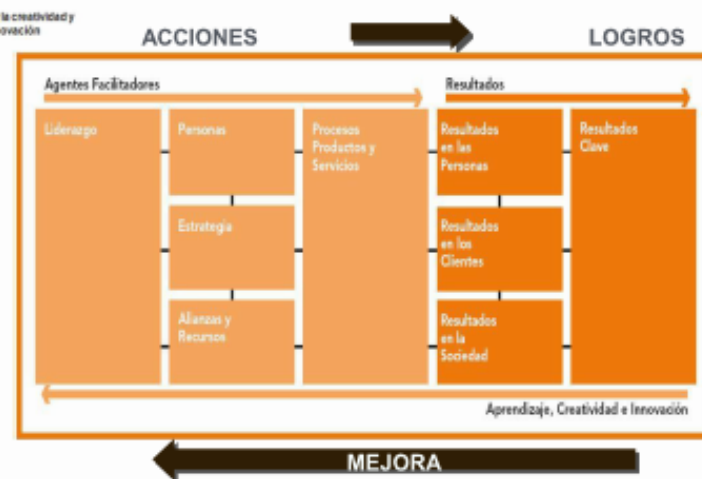 la creatividad y
ovación
ACCIONES
LOGROS
Agentes Facilitadores
Resultados
Liderazgo
Personas
Procesos
Productos y
Servicios
Resultados
en las
Personas
Resultados
Clave
Estrategia
Resultados
en los
Clientes
Alianzas y
Recursos
Resultados
en la
Sociedad
Aprendizaje, Creatividad e Innovación
MEJORA